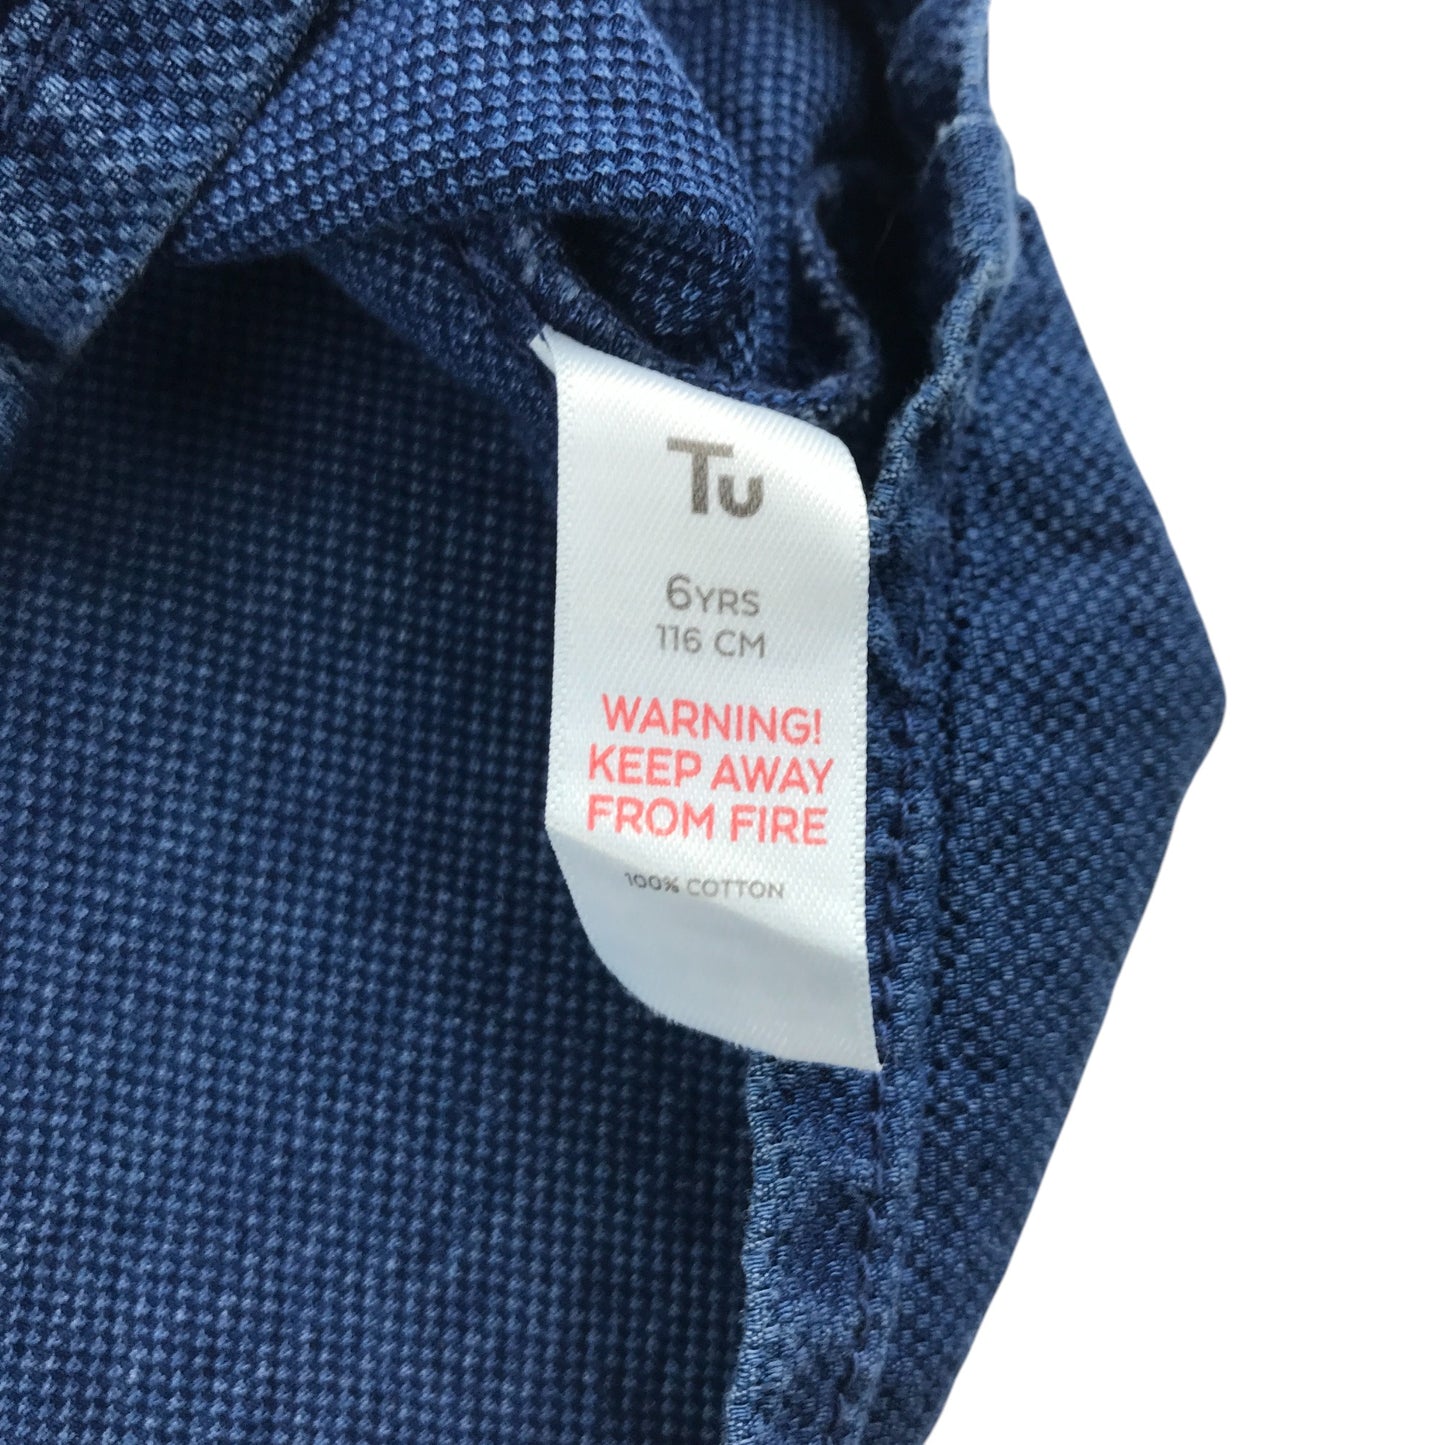 Tu
6YRS
116 CM
WARNING!
KEEP AWAY
FROM FIRE
100% COTTON